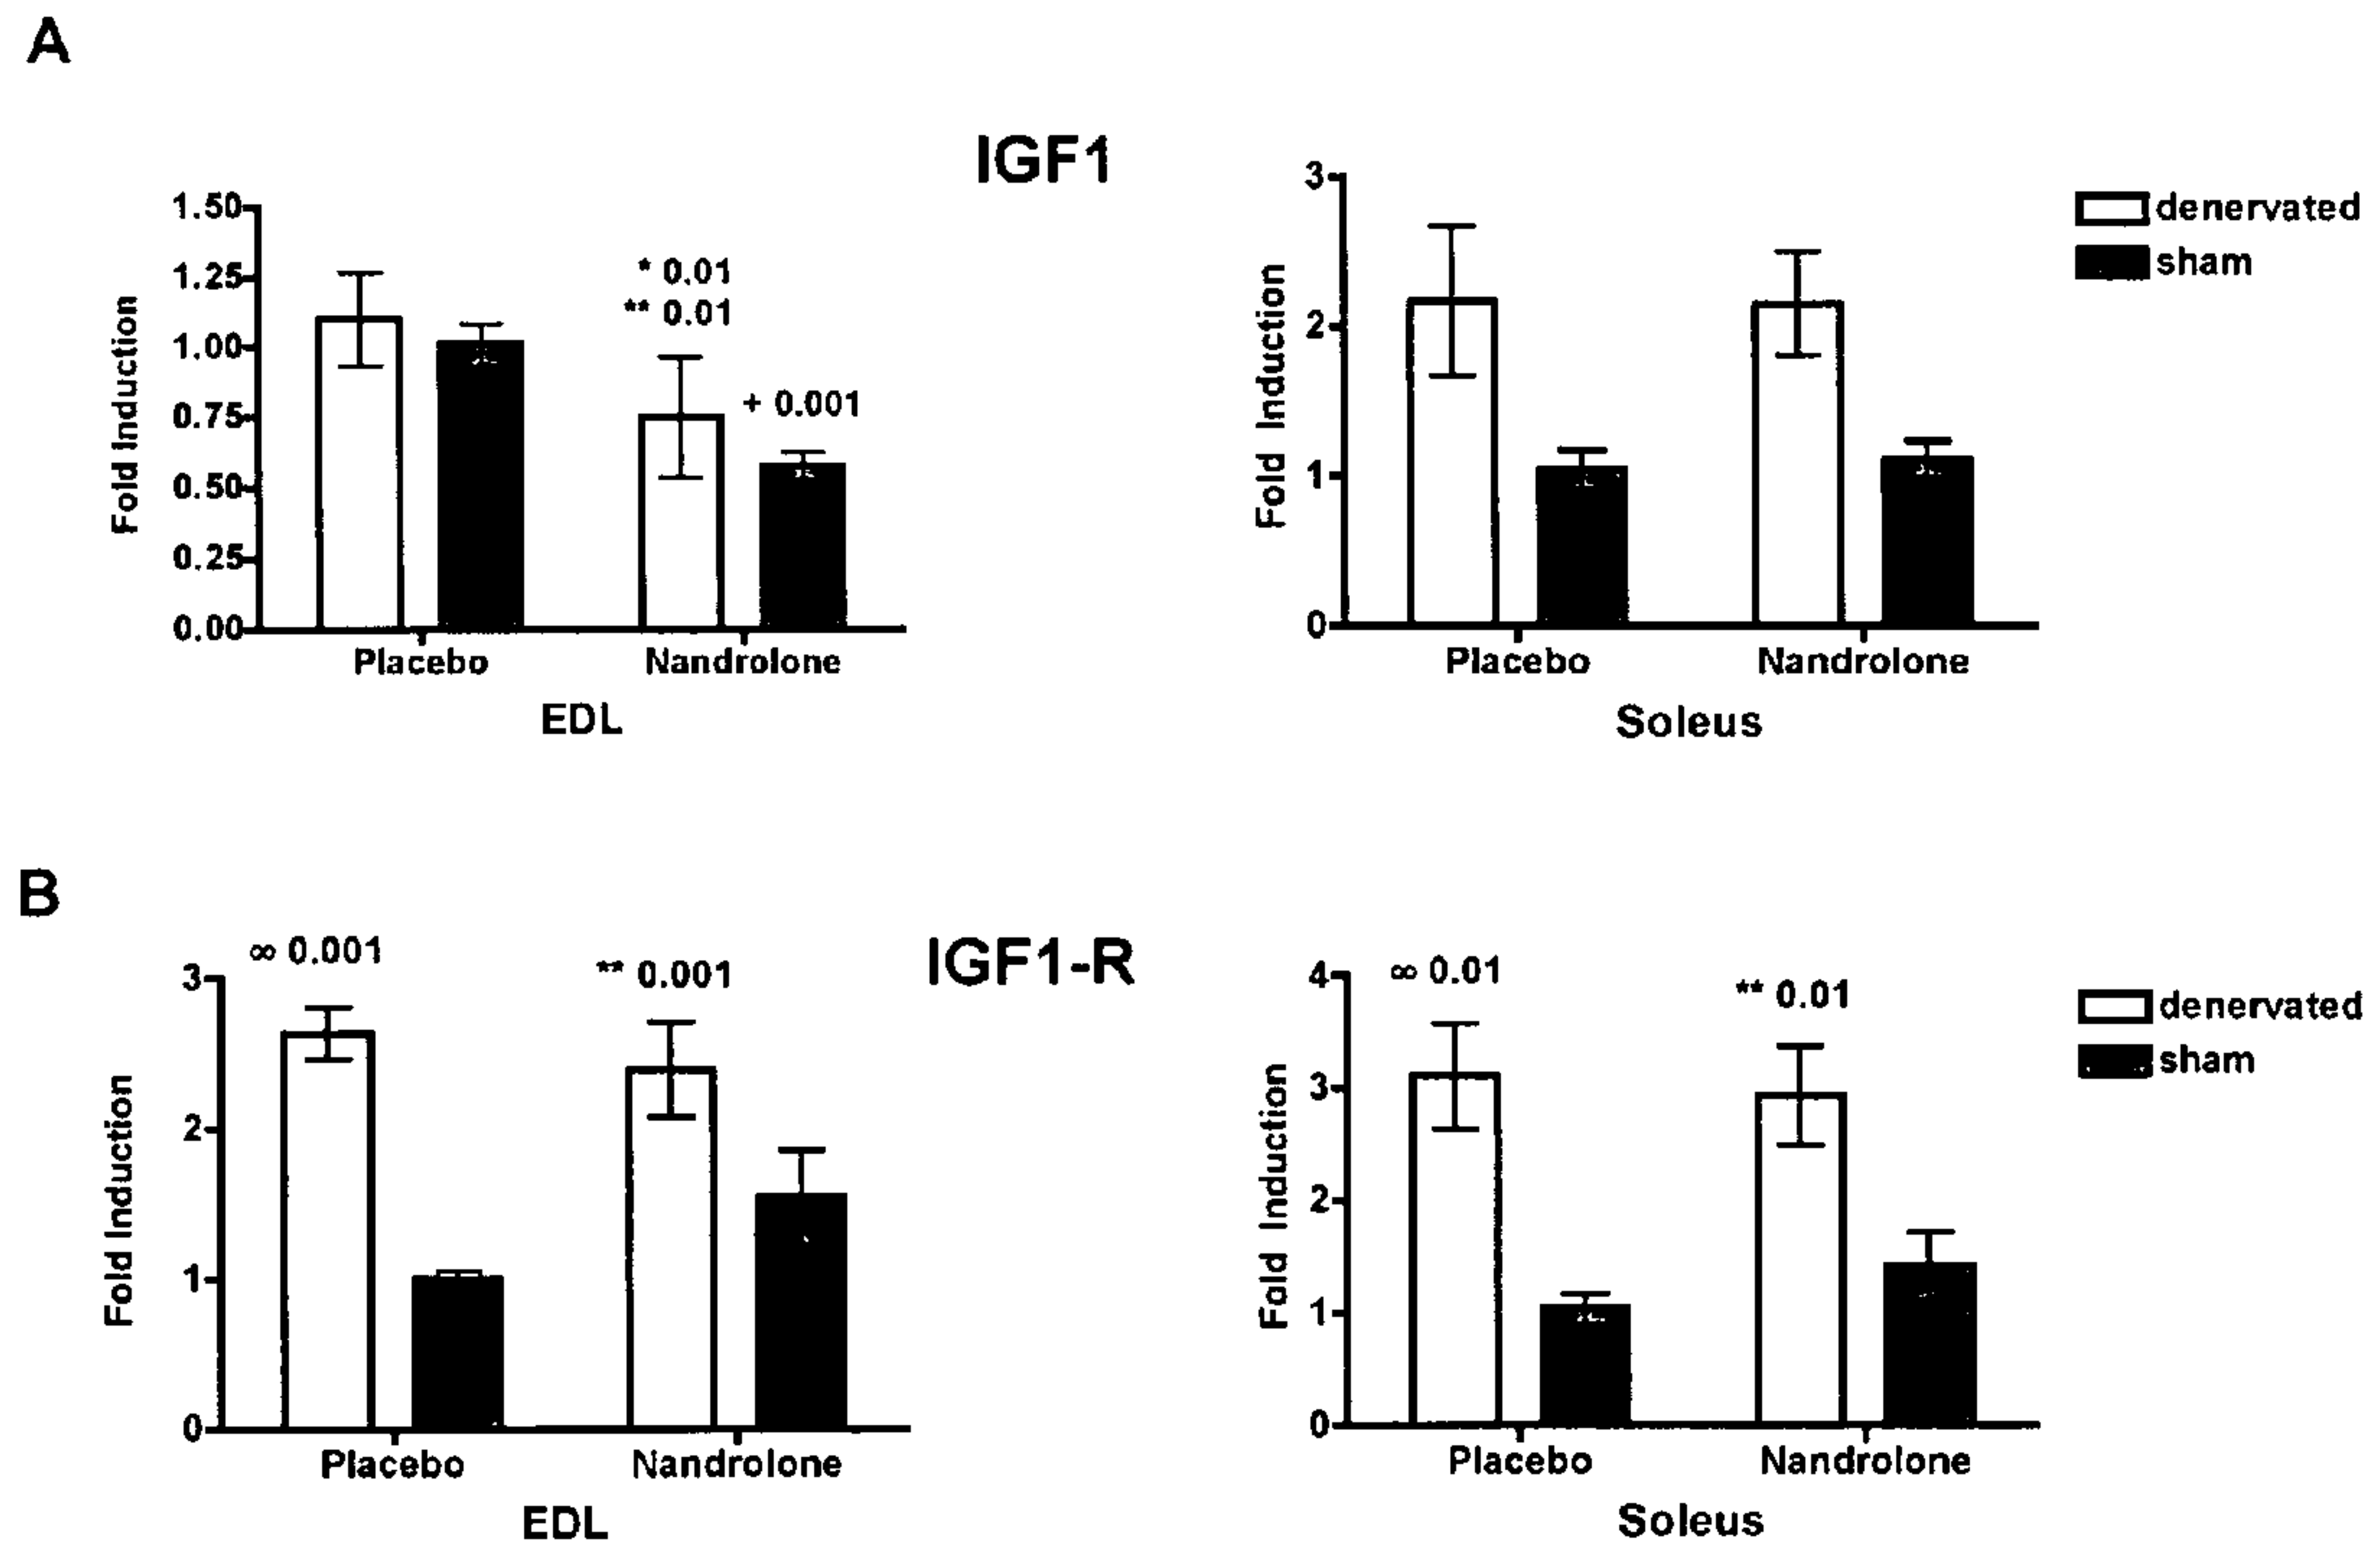 A
IGF1
1.50
1.25
1.00
0.75
0.50
0.25
0.00
Fold Induction
* 0.01
** 0.01
+ 0.001
Placebo
Nandrolone
EDL
3
2
1
0
Fold Induction
Placebo
Nandrolone
Soleus
denervated
sham
B
IGF1-R
3
2
1
0
Fold Induction
∞ 0.001
** 0.001
Placebo
Nandrolone
EDL
4
3
2
1
0
Fold Induction
∞ 0.01
** 0.01
Placebo
Nandrolone
Soleus
denervated
sham